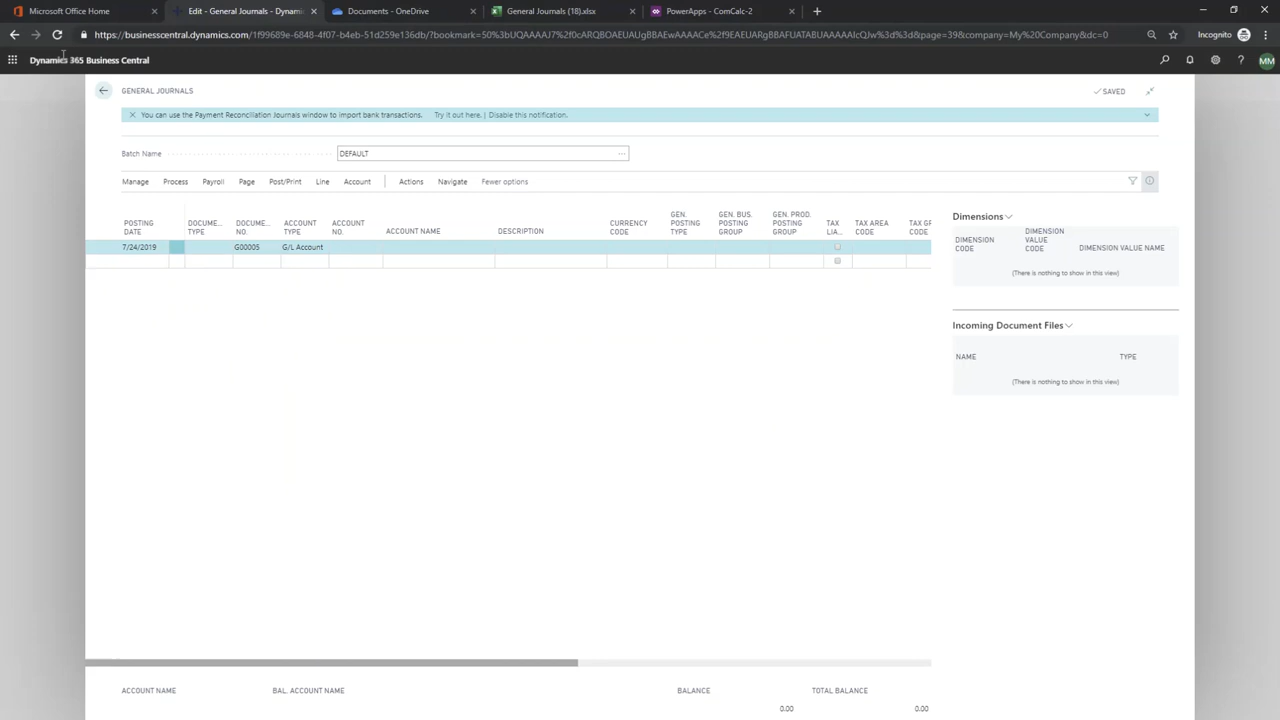 Microsoft Office Home
Edit - General Journals - Dynamic
Documents - OneDrive
General Journals (18).xlsx
PowerApps - ComCalc-2
https://businesscentral.dynamics.com/1f99689e-6848-4f07-b4eb-51d259e136db/?bookmark=50%3bUQAAAAJ7%2f0cARQBOAEUAUgBBAEwAAAACe%2f9EAEUARgBBAFUATABUAAAAAIcQJw%3d%3d&page=39&company=My%20Company&dc=0
Incognito
Dynamics 365 Business Central
?
MM
GENERAL JOURNALS
SAVED
You can use the Payment Reconciliation Journals window to import bank transactions. Try it out here. | Disable this notification.
Batch Name
DEFAULT
Manage Process Payroll Page Post/Print Line Account Actions Navigate Fewer options
POSTING DATE
DOCUME... TYPE
DOCUME... NO.
ACCOUNT TYPE
ACCOUNT NO.
ACCOUNT NAME
DESCRIPTION
CURRENCY CODE
GEN. POSTING TYPE
GEN. BUS. POSTING GROUP
GEN. PROD. POSTING GROUP
TAX LIA...
TAX AREA CODE
TAX GR CODE
7/24/2019 G00005 G/L Account
Dimensions
DIMENSION CODE
DIMENSION VALUE CODE
DIMENSION VALUE NAME
(There is nothing to show in this view)
Incoming Document Files
NAME TYPE
(There is nothing to show in this view)
ACCOUNT NAME BAL. ACCOUNT NAME BALANCE TOTAL BALANCE
0.00 0.00